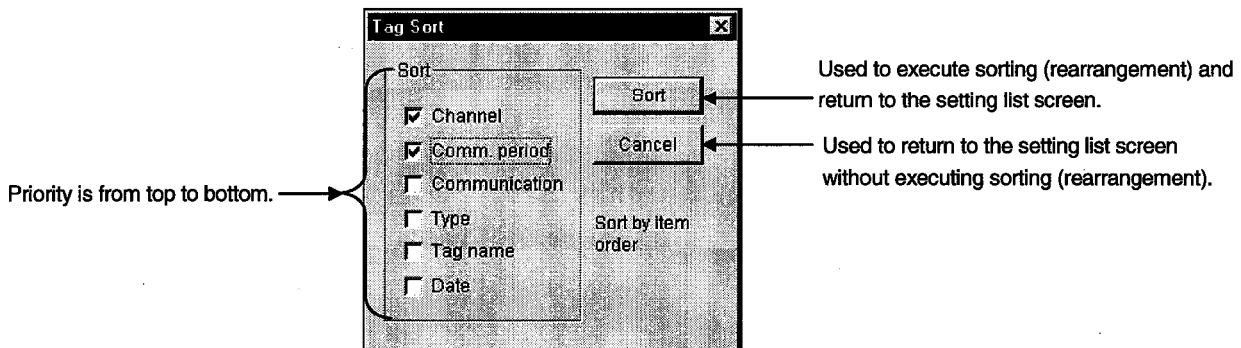 Tag Sort
Sort
Channel
Comm. period
Communication
Type
Tag name
Date
Sort
Cancel
Sort by Item
order
Priority is from top to bottom.
Used to execute sorting (rearrangement) and
return to the setting list screen.
Used to return to the setting list screen
without executing sorting (rearrangement).